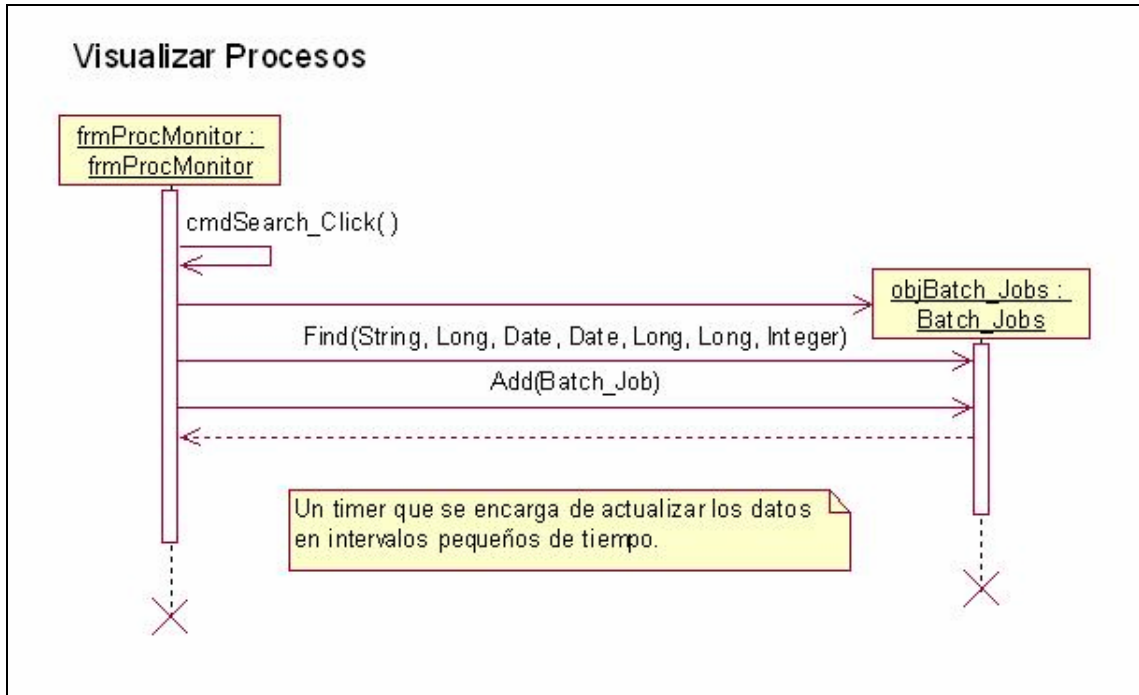 Visualizar Procesos
frmProcMonitor :
frmProcMonitor
cmdSearch_Click( )
objBatch_Jobs :
Batch_Jobs
Find(String, Long, Date, Date, Long, Long, Integer)
Add(Batch_Job)
Un timer que se encarga de actualizar los datos
en intervalos pequeños de tiempo.